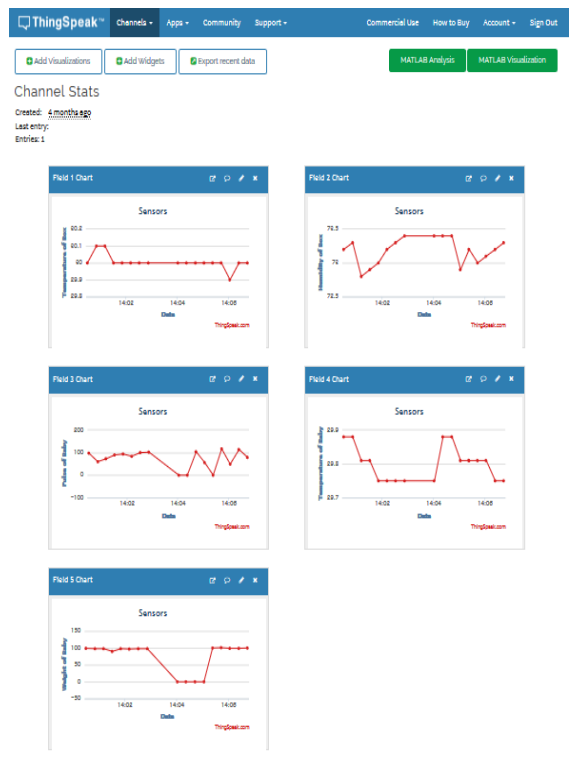 ThingSpeak™ Channels Apps Community Support Commercial Use How to Buy Account Sign Out
Add Visualizations Add Widgets Export recent data MATLAB Analysis MATLAB Visualization
Channel Stats
Created: 4 months ago
Last entry:
Entries: 1
Field 1 Chart
Sensors
Temperature of Box
30.1
30
29.9
29.8
14:02 14:04 14:06
Date
ThingSpeak.com
Field 2 Chart
Sensors
Humidity of Box
14:02 14:04 14:06
Date
ThingSpeak.com
Field 3 Chart
Sensors
Pulse of Baby
200
100
0
-100
14:02 14:04 14:06
Date
ThingSpeak.com
Field 4 Chart
Sensors
Temperature of Baby
29.9
29.8
29.7
14:02 14:04 14:06
Date
ThingSpeak.com
Field 5 Chart
Sensors
Weight of Baby
150
100
50
0
-50
14:02 14:04 14:06
Date
ThingSpeak.com